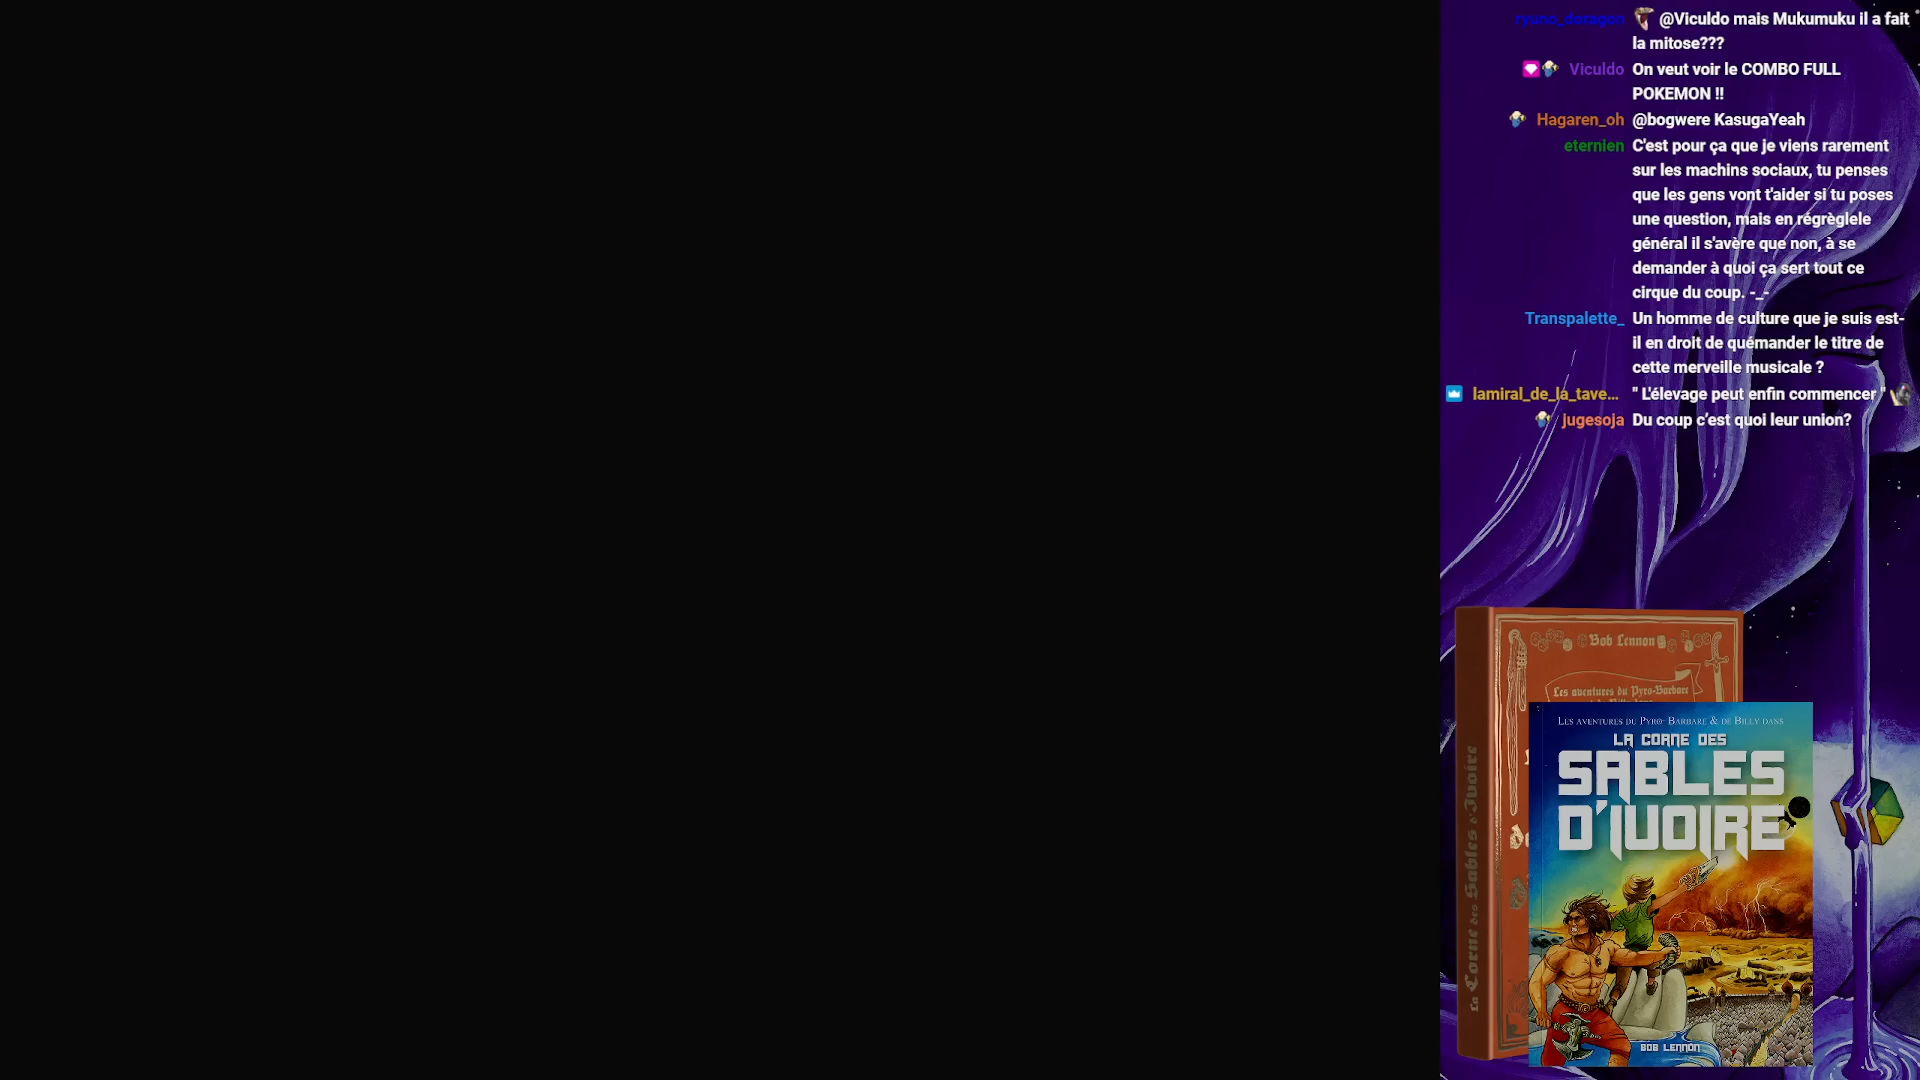 ryuno_doragon @Viculdo mais Mukumuku il a fait
la mitose???
Viculdo On veut voir le COMBO FULL
POKEMON !!
Hagaren_oh @bogwere KasugaYeah
eternien C'est pour ça que je viens rarement
sur les machins sociaux, tu penses
que les gens vont t'aider si tu poses
une question, mais en régrèglele
général il s'avère que non, à se
demander à quoi ça sert tout ce
cirque du coup. -_-
Transpalette_ Un homme de culture que je suis est-
il en droit de quémander le titre de
cette merveille musicale ?
lamiral_de_la_tave... " L'élevage peut enfin commencer "
jugesoja Du coup c'est quoi leur union?
Bob Lennon
Les aventures du Pyro-Barbare
La Corne des Sables d'Ivoire
LES AVENTURES DU PYRO-BARBARE & DE BILLY DANS
LA CORNE DES
SABLES
D'IVOIRE
BOB LENNON